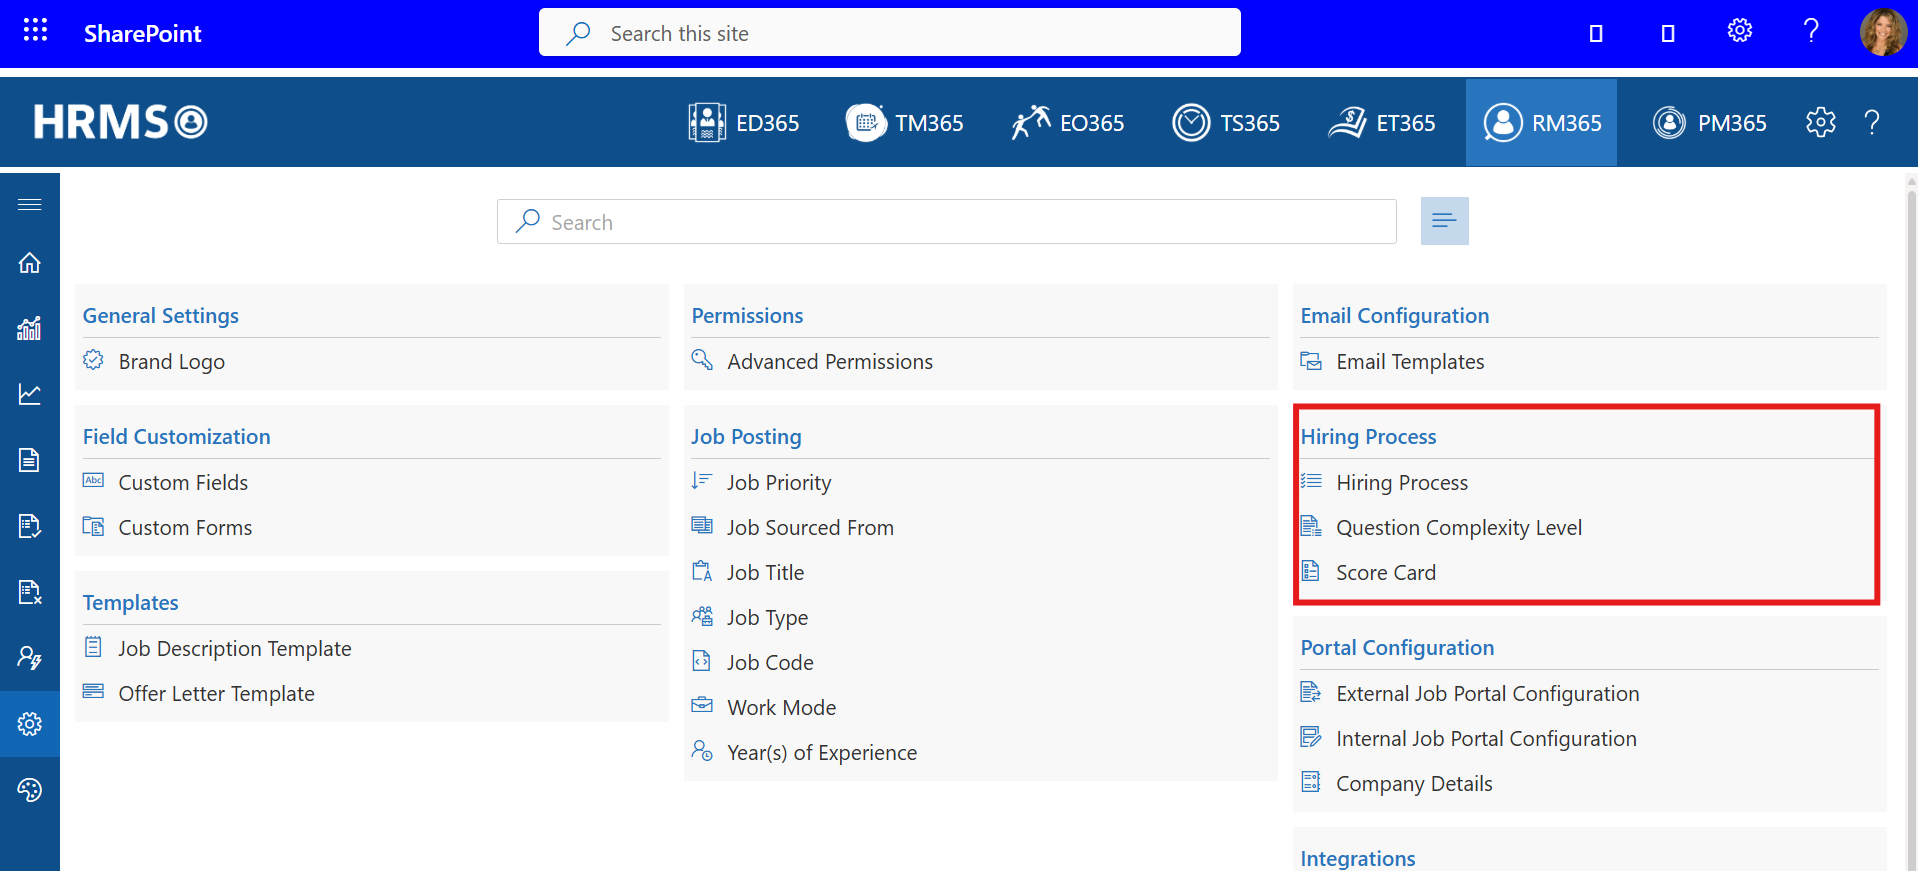 SharePoint
Search this site
HRMS
ED365
TM365
EO365
TS365
ET365
RM365
PM365
Search
General Settings
Brand Logo
Field Customization
Abc
Custom Fields
Custom Forms
Templates
Job Description Template
Offer Letter Template
Permissions
Advanced Permissions
Job Posting
Job Priority
Job Sourced From
Job Title
Job Type
Job Code
Work Mode
Year(s) of Experience
Email Configuration
Email Templates
Hiring Process
Hiring Process
Question Complexity Level
Score Card
Portal Configuration
External Job Portal Configuration
Internal Job Portal Configuration
Company Details
Integrations